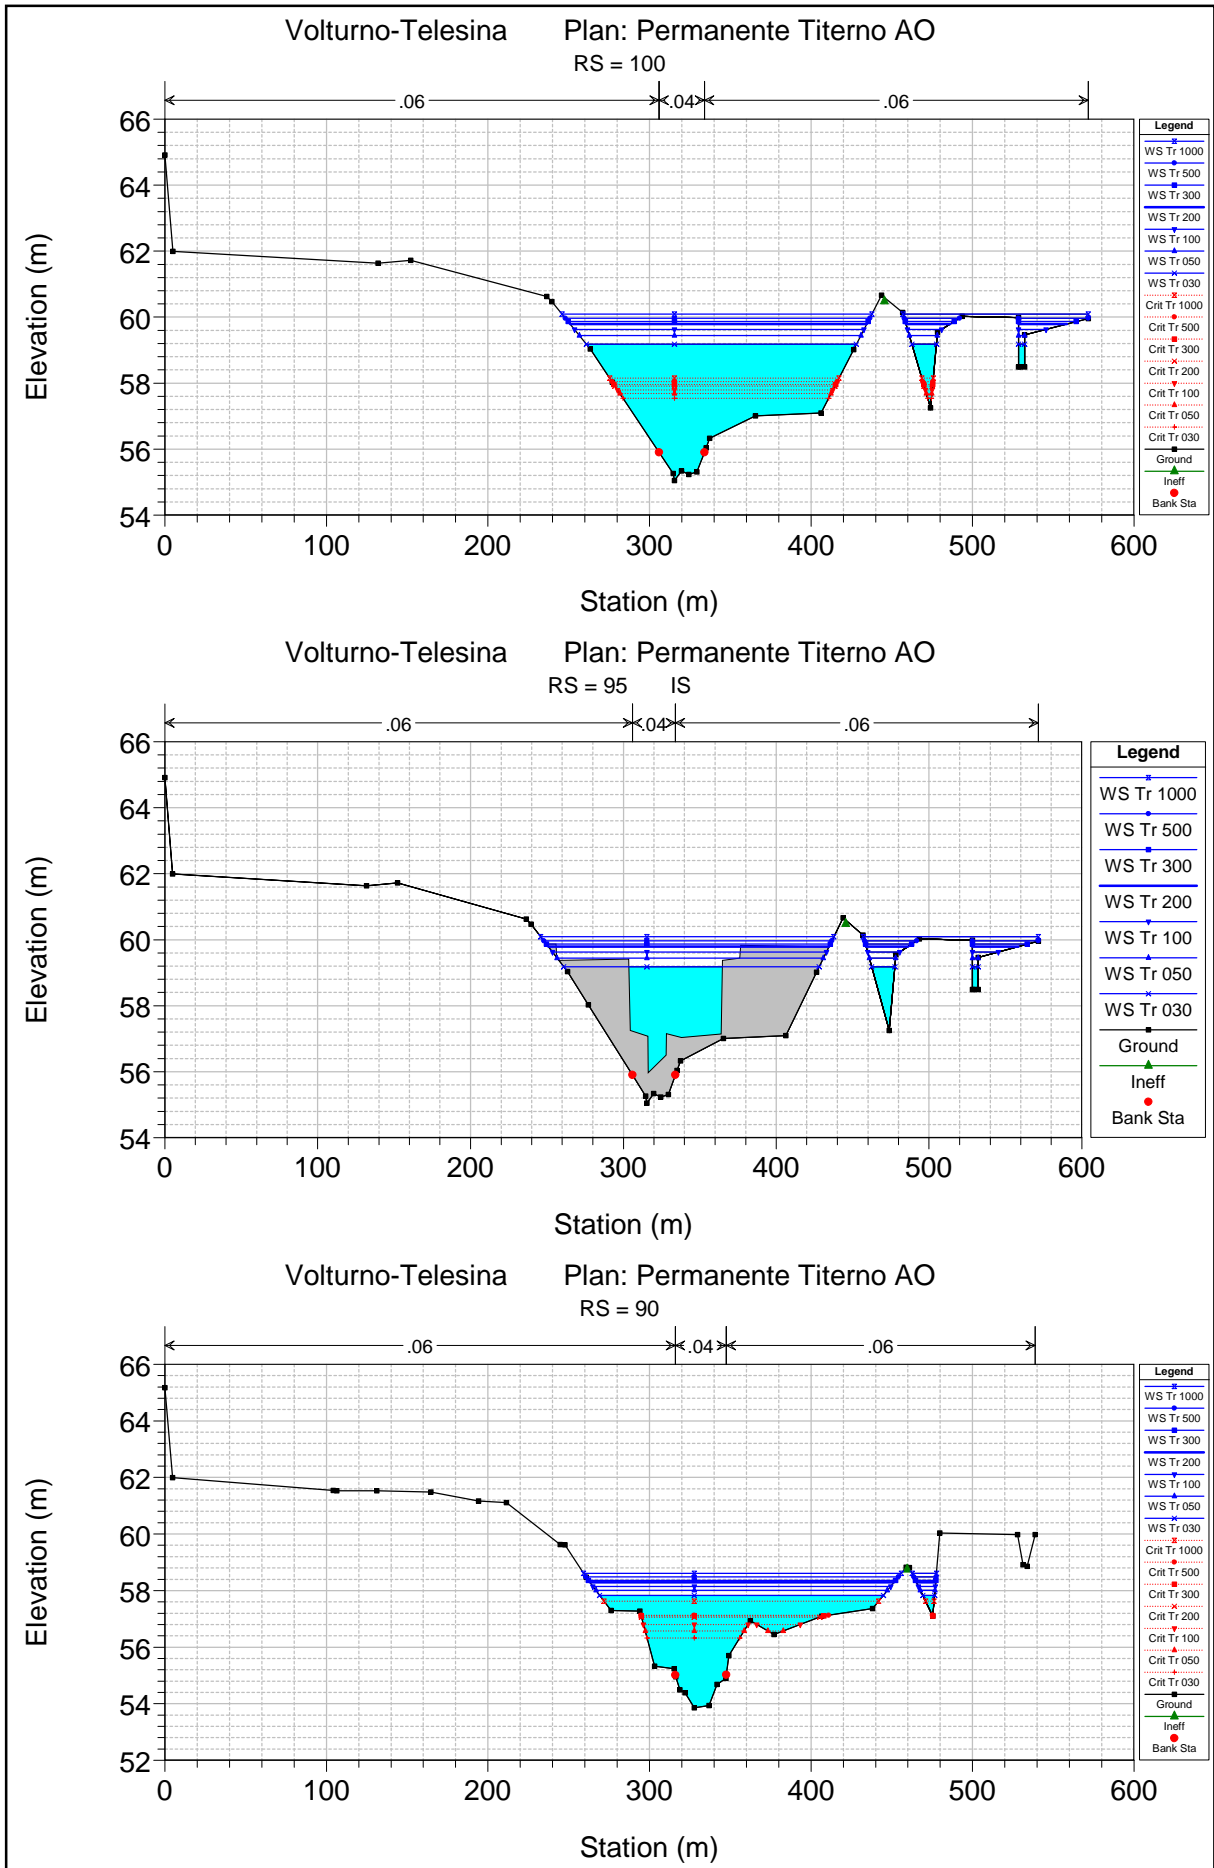 Volturno-Telesina Plan: Permanente Titerno AO
RS = 100
.06 .04 .06
Elevation (m)
66
64
62
60
58
56
54
0 100 200 300 400 500 600
Station (m)
Legend
WS Tr 1000
WS Tr 500
WS Tr 300
WS Tr 200
WS Tr 100
WS Tr 050
WS Tr 030
Crit Tr 1000
Crit Tr 500
Crit Tr 300
Crit Tr 200
Crit Tr 100
Crit Tr 050
Crit Tr 030
Ground
Ineff
Bank Sta
Volturno-Telesina Plan: Permanente Titerno AO
RS = 95 IS
.06 .04 .06
Elevation (m)
66
64
62
60
58
56
54
0 100 200 300 400 500 600
Station (m)
Legend
WS Tr 1000
WS Tr 500
WS Tr 300
WS Tr 200
WS Tr 100
WS Tr 050
WS Tr 030
Ground
Ineff
Bank Sta
Volturno-Telesina Plan: Permanente Titerno AO
RS = 90
.06 .04 .06
Elevation (m)
66
64
62
60
58
56
54
52
0 100 200 300 400 500 600
Station (m)
Legend
WS Tr 1000
WS Tr 500
WS Tr 300
WS Tr 200
WS Tr 100
WS Tr 050
WS Tr 030
Crit Tr 1000
Crit Tr 500
Crit Tr 300
Crit Tr 200
Crit Tr 100
Crit Tr 050
Crit Tr 030
Ground
Ineff
Bank Sta